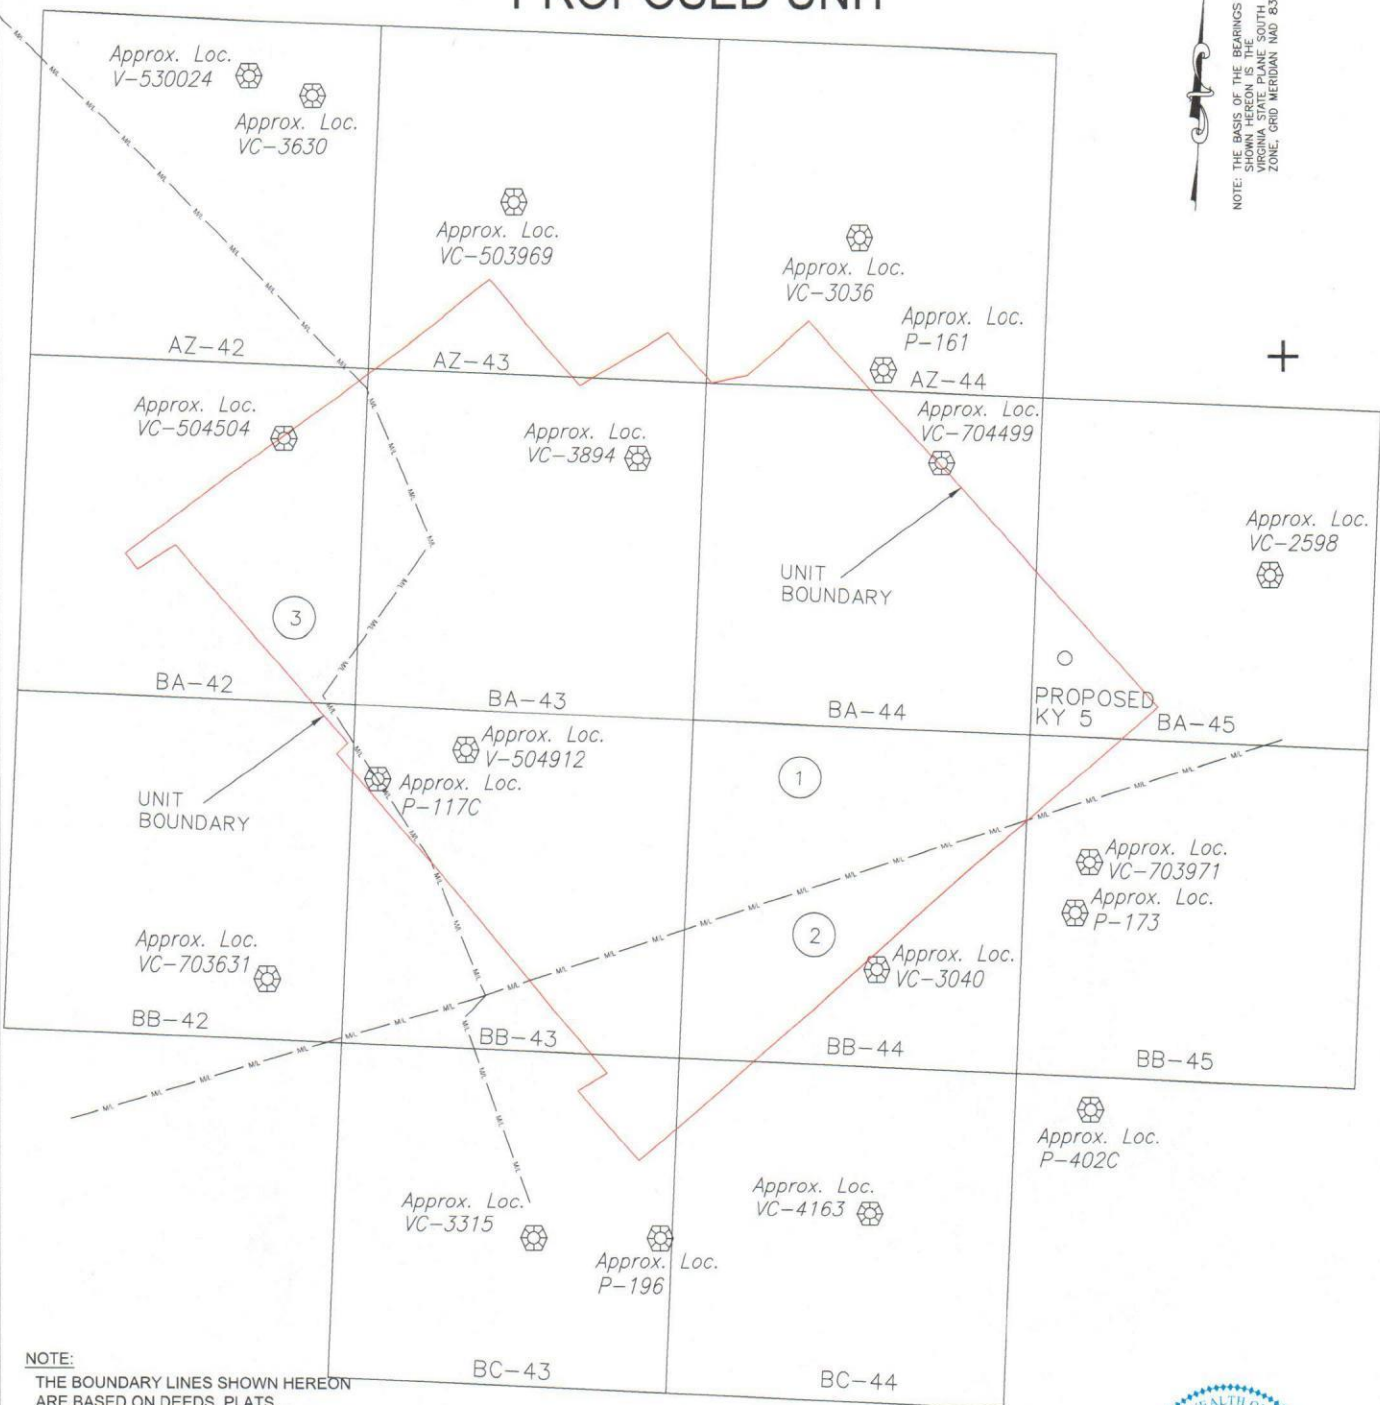 PROPOSED UNIT
NOTE: THE BASIS OF THE BEARINGS
SHOWN HEREON IS THE
VIRGINIA STATE PLANE SOUTH
ZONE, GRID MERIDIAN NAD 83
Approx. Loc.
V-530024
Approx. Loc.
VC-3630
Approx. Loc.
VC-503969
Approx. Loc.
VC-3036
Approx. Loc.
P-161
AZ-42
AZ-43
AZ-44
Approx. Loc.
VC-504504
Approx. Loc.
VC-3894
Approx. Loc.
VC-704499
Approx. Loc.
VC-2598
UNIT
BOUNDARY
3
BA-42
BA-43
BA-44
PROPOSED
KY 5
BA-45
Approx. Loc.
V-504912
Approx. Loc.
P-117C
1
UNIT
BOUNDARY
Approx. Loc.
VC-703971
Approx. Loc.
P-173
2
Approx. Loc.
VC-703631
Approx. Loc.
VC-3040
BB-42
BB-43
BB-44
BB-45
Approx. Loc.
P-402C
Approx. Loc.
VC-3315
Approx. Loc.
VC-4163
Approx. Loc.
P-196
BC-43
BC-44
NOTE:
THE BOUNDARY LINES SHOWN HEREON
ARE BASED ON DEEDS, PLATS